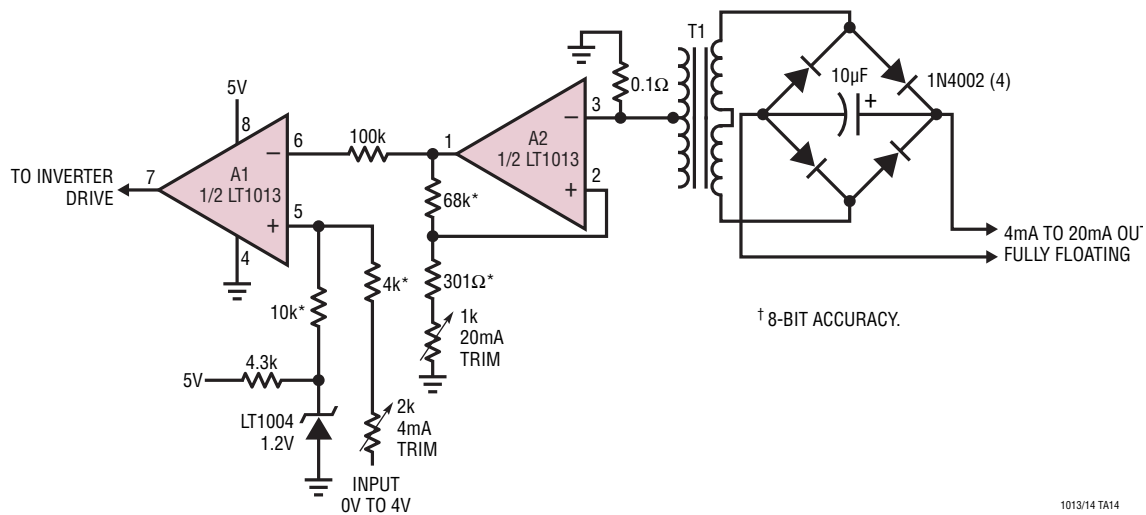 T1
0.1Ω
10µF
+
1N4002 (4)
5V
8
6
100k
1
3
A2
1/2 LT1013
−
2
+
−
A1
1/2 LT1013
7
TO INVERTER
DRIVE
5
+
4
68k*
4k*
301Ω*
10k*
1k
20mA
TRIM
4mA TO 20mA OUT
FULLY FLOATING
† 8-BIT ACCURACY.
4.3k
5V
LT1004
1.2V
2k
4mA
TRIM
INPUT
0V TO 4V
1013/14 TA14